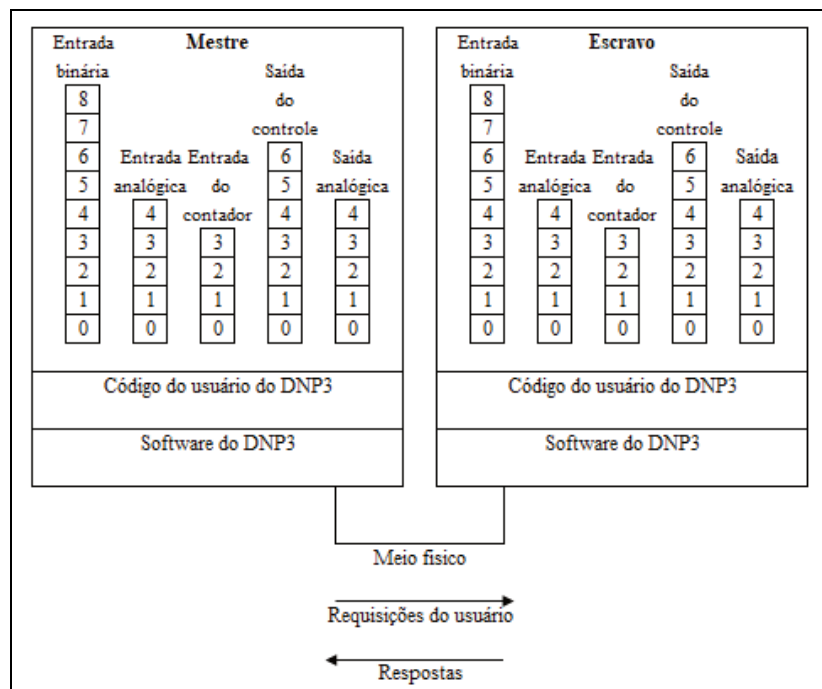 Entrada Mestre
binária Saída
8 do
7 controle
6 Entrada Entrada 6 Saída
5 analógica do 5 analógica
4 4 contador 4 4
3 3 3 3 3
2 2 2 2 2
1 1 1 1 1
0 0 0 0 0
Código do usuário do DNP3
Software do DNP3
Entrada Escravo
binária Saída
8 do
7 controle
6 Entrada Entrada 6 Saída
5 analógica do 5 analógica
4 4 contador 4 4
3 3 3 3 3
2 2 2 2 2
1 1 1 1 1
0 0 0 0 0
Código do usuário do DNP3
Software do DNP3
Meio fisico
Requisições do usuário
Respostas